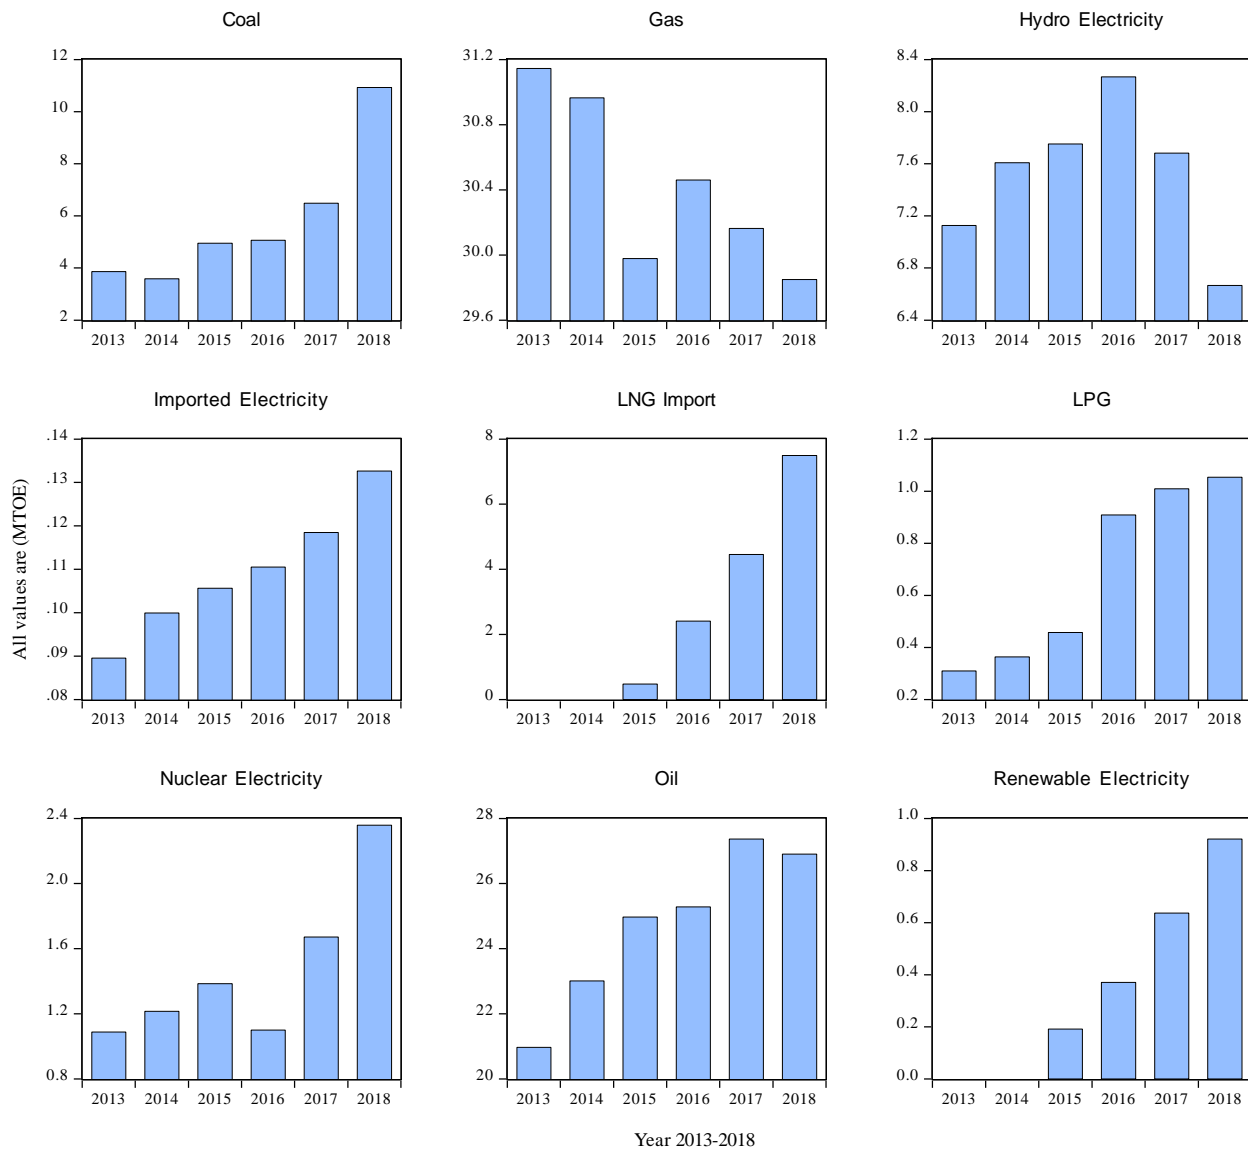 Coal
12
10
8
6
4
2
2013 2014 2015 2016 2017 2018
Gas
31.2
30.8
30.4
30.0
29.6
2013 2014 2015 2016 2017 2018
Hydro Electricity
8.4
8.0
7.6
7.2
6.8
6.4
2013 2014 2015 2016 2017 2018
All values are (MTOE)
Imported Electricity
.14
.13
.12
.11
.10
.09
.08
2013 2014 2015 2016 2017 2018
LNG Import
8
6
4
2
0
2013 2014 2015 2016 2017 2018
LPG
1.2
1.0
0.8
0.6
0.4
0.2
2013 2014 2015 2016 2017 2018
Nuclear Electricity
2.4
2.0
1.6
1.2
0.8
2013 2014 2015 2016 2017 2018
Oil
28
26
24
22
20
2013 2014 2015 2016 2017 2018
Renewable Electricity
1.0
0.8
0.6
0.4
0.2
0.0
2013 2014 2015 2016 2017 2018
Year 2013-2018